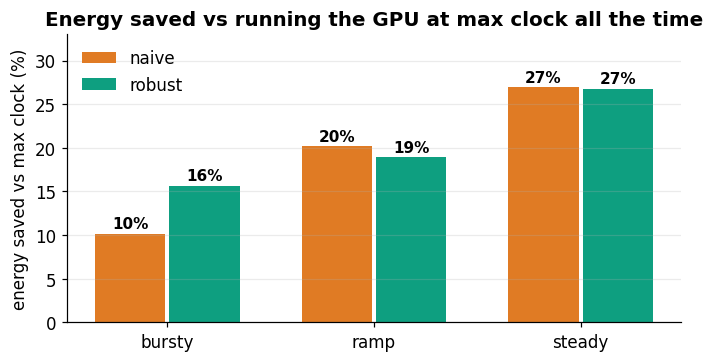 Energy saved vs running the GPU at max clock all the time
energy saved vs max clock (%)
30
25
20
15
10
5
0
naive
robust
10%
16%
20%
19%
27%
27%
bursty
ramp
steady